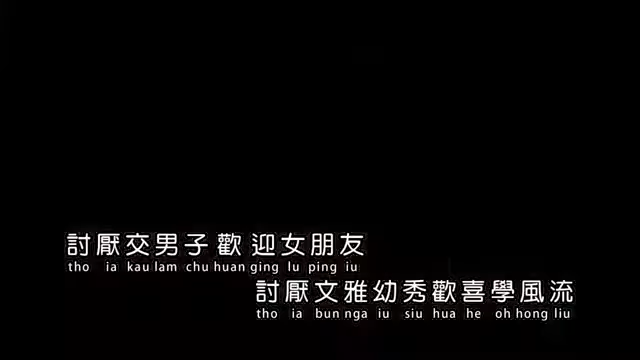 討厭交男子歡 迎女朋友
tho ia kau lam chu huan ging lu ping iu
討厭文雅幼秀歡喜學風流
tho ia bun nga iu siu hua he oh hong liu